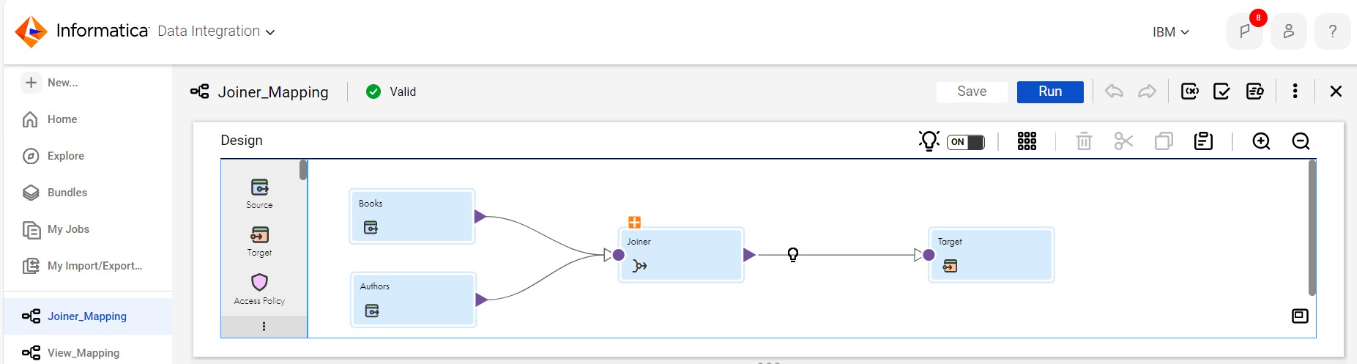 Informatica Data Integration
IBM
8
?
New...
Home
Explore
Bundles
My Jobs
My Import/Export...
Joiner_Mapping
View_Mapping
Joiner_Mapping
Valid
Save
Run
Design
ON
Source
Target
Access Policy
Books
Authors
Joiner
Target